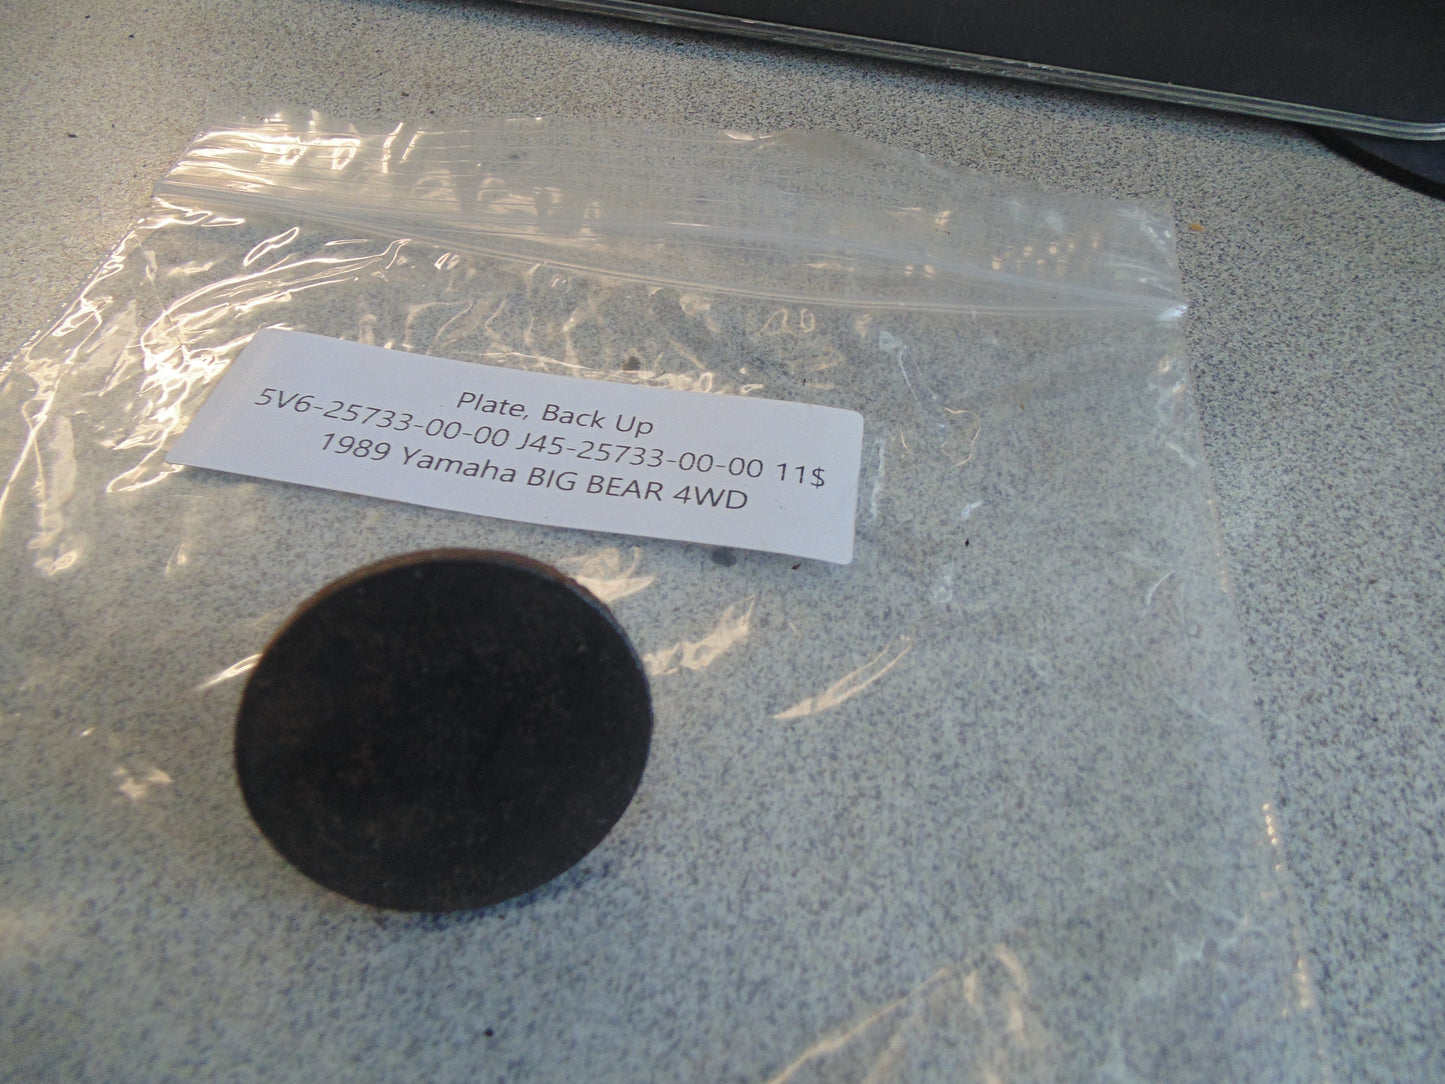 Plate, Back Up
5V6-25733-00-00 J45-25733-00-00 11$
1989 Yamaha BIG BEAR 4WD